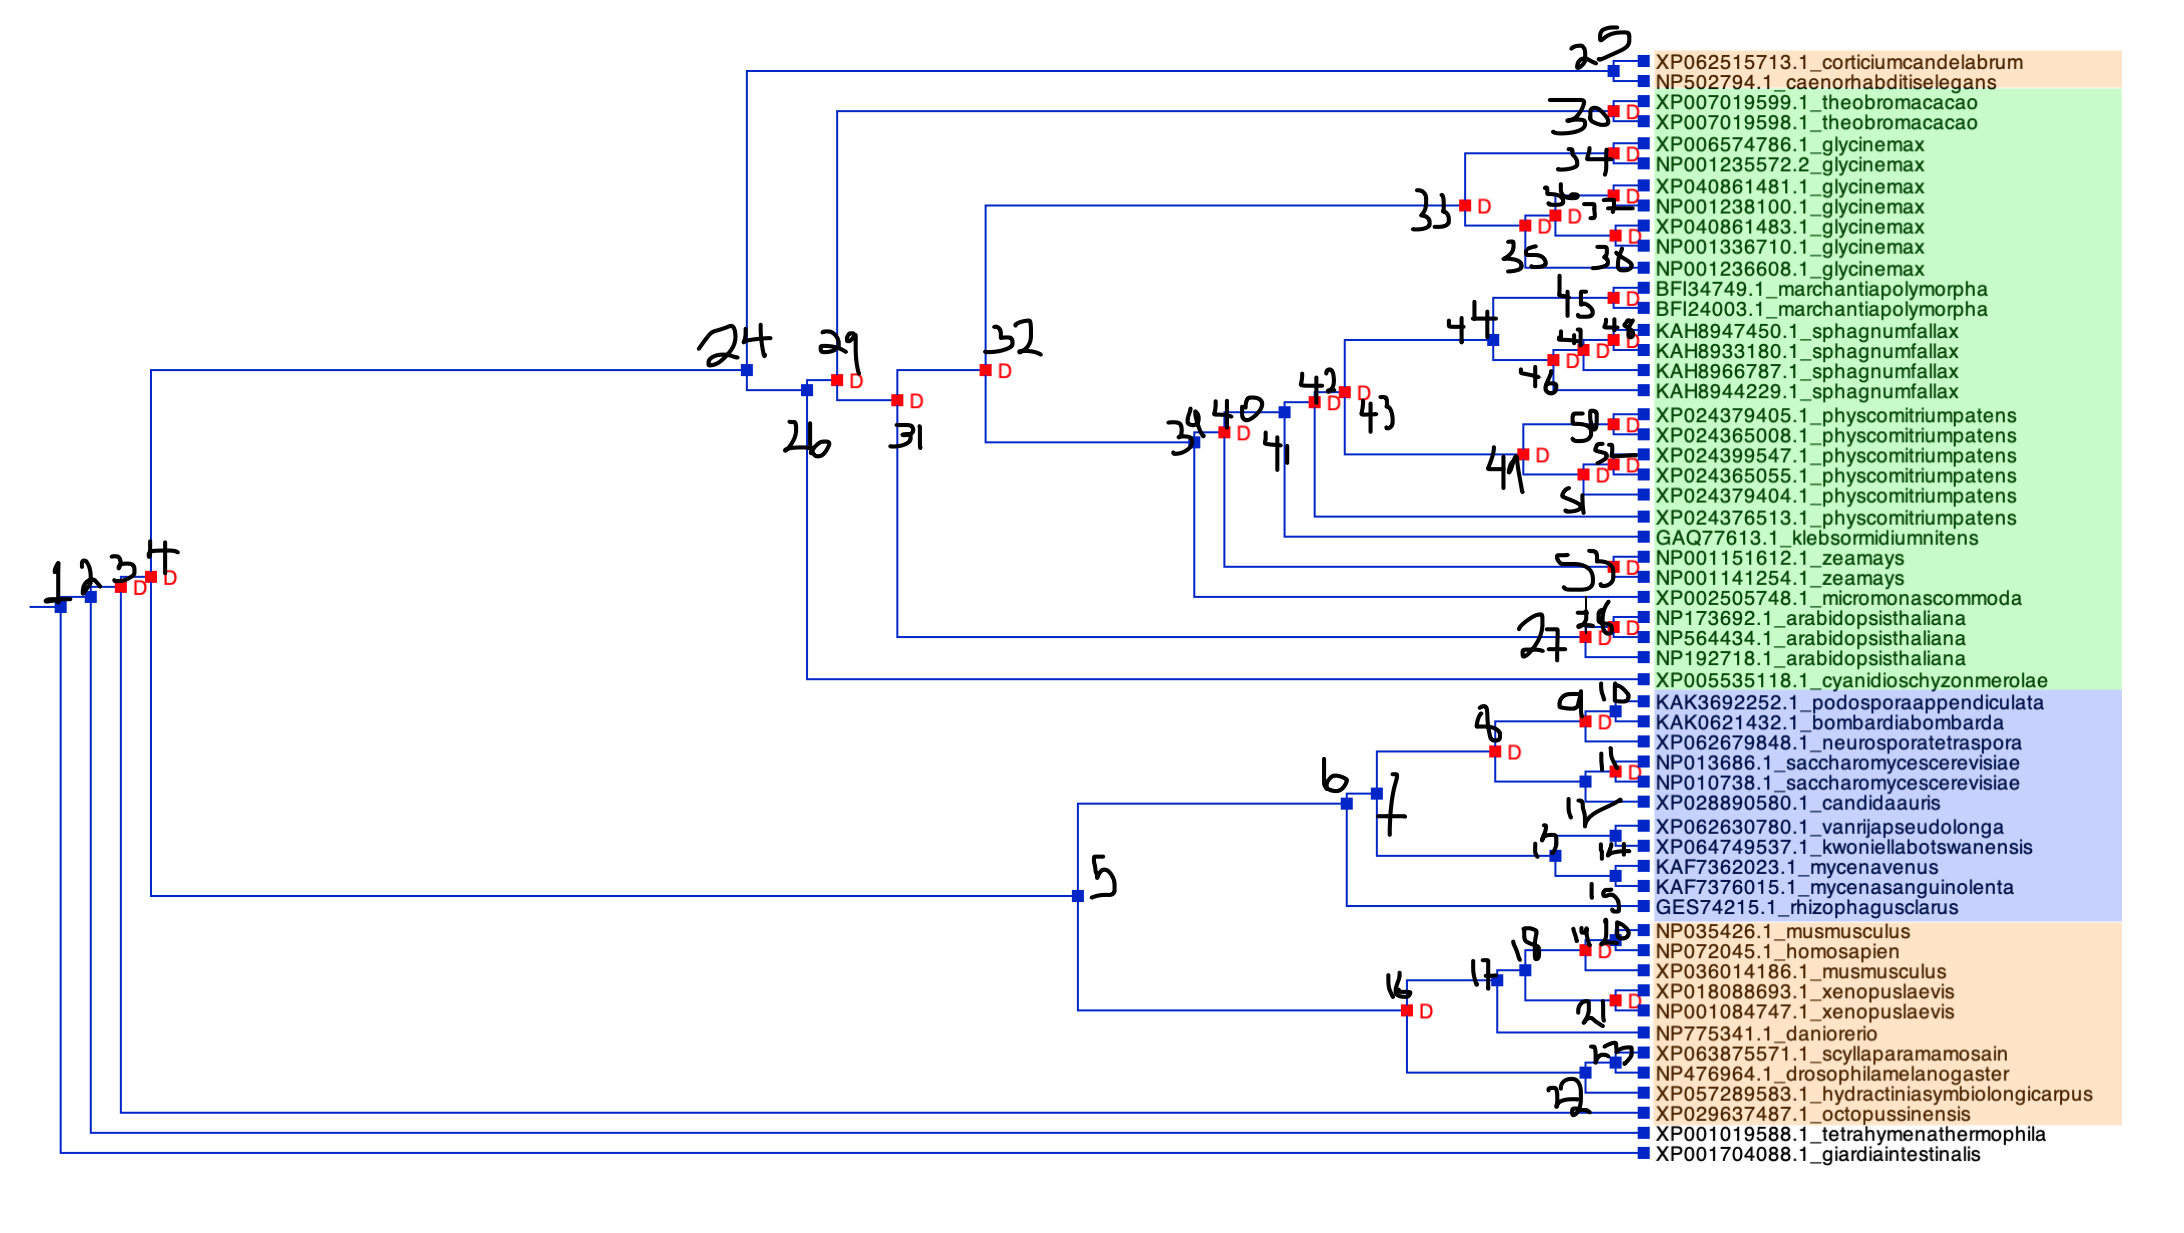 25
XP062515713.1_corticiumcandelabrum
NP502794.1_caenorhabditiselegans
XP007019599.1_theobromacacao
30 D
XP007019598.1_theobromacacao
XP006574786.1_glycinemax
34 D
NP001235572.2_glycinemax
XP040861481.1_glycinemax
36 D
33 D
D 37
NP001238100.1_glycinemax
D
XP040861483.1_glycinemax
D
NP001336710.1_glycinemax
35
38
NP001236608.1_glycinemax
BFI34749.1_marchantiapolymorpha
45 D
BFI24003.1_marchantiapolymorpha
44
48
KAH8947450.1_sphagnumfallax
24
29
32
D
D
KAH8933180.1_sphagnumfallax
D
D
46
KAH8966787.1_sphagnumfallax
D
42 D
KAH8944229.1_sphagnumfallax
D
D
43
40
XP024379405.1_physcomitriumpatens
26
31
39
D
41
50 D
XP024365008.1_physcomitriumpatens
49 D
52 D
XP024399547.1_physcomitriumpatens
D
XP024365055.1_physcomitriumpatens
51
XP024379404.1_physcomitriumpatens
XP024376513.1_physcomitriumpatens
GAQ77613.1_klebsormidiumnitens
NP001151612.1_zeamays
1
2
3 D
4 D
53 D
NP001141254.1_zeamays
XP002505748.1_micromonascommoda
28 D
NP173692.1_arabidopsisthaliana
27 D
NP564434.1_arabidopsisthaliana
NP192718.1_arabidopsisthaliana
XP005535118.1_cyanidioschyzonmerolae
9 D
10
KAK3692252.1_podosporaappendiculata
8 D
KAK0621432.1_bombardiabombarda
XP062679848.1_neurosporatetraspora
6
7
11 D
NP013686.1_saccharomycescerevisiae
NP010738.1_saccharomycescerevisiae
12
XP028890580.1_candidaauris
XP062630780.1_vanrijapseudolonga
13
14
XP064749537.1_kwoniellabotswanensis
5
KAF7362023.1_mycenavenus
15
KAF7376015.1_mycenasanguinolenta
GES74215.1_rhizophagusclarus
19 D
20
NP035426.1_musmusculus
18
NP072045.1_homosapien
17
XP036014186.1_musmusculus
16 D
XP018088693.1_xenopuslaevis
21 D
NP001084747.1_xenopuslaevis
NP775341.1_daniorerio
23
XP063875571.1_scyllaparamamosain
22
NP476964.1_drosophilamelanogaster
XP057289583.1_hydractiniasymbiolongicarpus
XP029637487.1_octopussinensis
XP001019588.1_tetrahymenathermophila
XP001704088.1_giardiaintestinalis